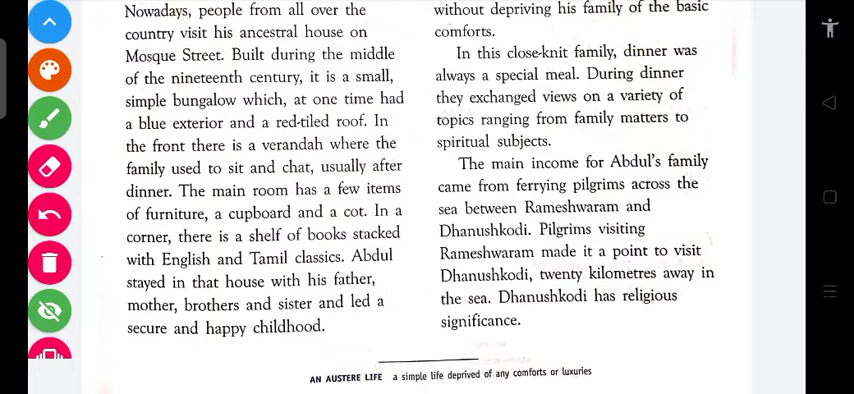 Nowadays, people from all over the
country visit his ancestral house on
Mosque Street. Built during the middle
of the nineteenth century, it is a small,
simple bungalow which, at one time had
a blue exterior and a red-tiled roof. In
the front there is a verandah where the
family used to sit and chat, usually after
dinner. The main room has a few items
of furniture, a cupboard and a cot. In a
corner, there is a shelf of books stacked
with English and Tamil classics. Abdul
stayed in that house with his father,
mother, brothers and sister and led a
secure and happy childhood.
without depriving his family of the basic
comforts.
In this close-knit family, dinner was
always a special meal. During dinner
they exchanged views on a variety of
topics ranging from family matters to
spiritual subjects.
The main income for Abdul's family
came from ferrying pilgrims across the
sea between Rameshwaram and
Dhanushkodi. Pilgrims visiting
Rameshwaram made it a point to visit
Dhanushkodi, twenty kilometres away in
the sea. Dhanushkodi has religious
significance.
AN AUSTERE LIFE a simple life deprived of any comforts or luxuries